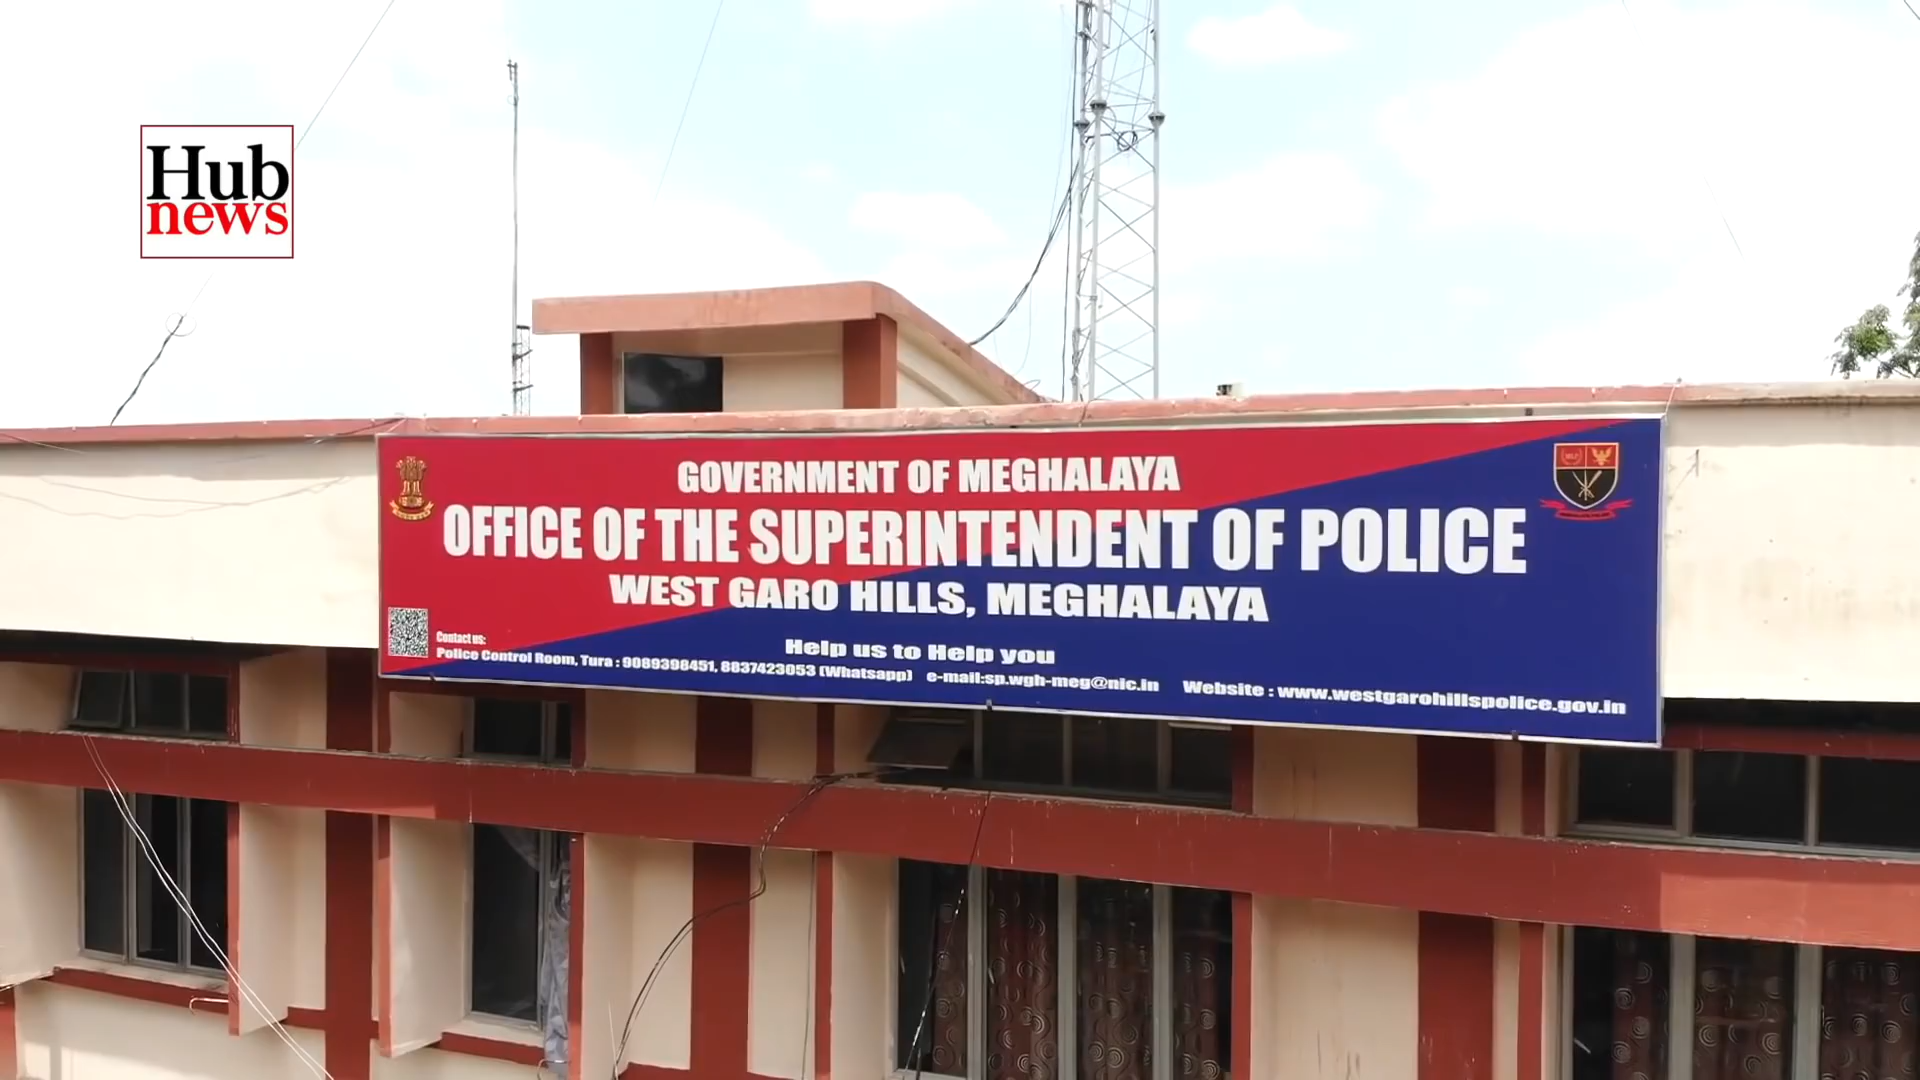 Hub
news
GOVERNMENT OF MEGHALAYA
OFFICE OF THE SUPERINTENDENT OF POLICE
WEST GARO HILLS, MEGHALAYA
Help us to Help you
Contact us:
Police Control Room, Tura : 9089398451, 8837423053 (Whatsapp) e-mail:sp.wgh-meg@nic.in Website : www.westgarohillspolice.gov.in